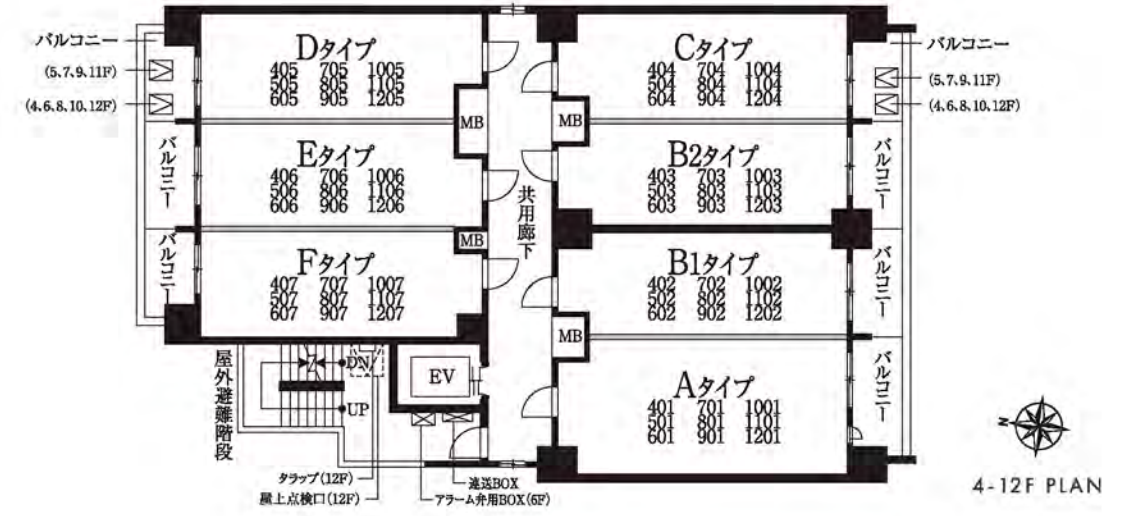 バルコニー
(5.7.9.11F)
(4.6.8.10.12F)
バルコニー
バルコニー
Dタイプ
405 705 1005
505 805 1105
605 905 1205
MB
Eタイプ
406 706 1006
506 806 1106
606 906 1206
MB
Fタイプ
407 707 1007
507 807 1107
607 907 1207
共用廊下
Cタイプ
404 704 1004
504 804 1104
604 904 1204
MB
B2タイプ
403 703 1003
503 803 1103
603 903 1203
B1タイプ
402 702 1002
502 802 1102
602 902 1202
MB
Aタイプ
401 701 1001
501 801 1101
601 901 1201
バルコニー
(5.7.9.11F)
(4.6.8.10.12F)
バルコニー
バルコニー
バルコニー
屋外避難階段
DN
UP
EV
タラップ(12F)
屋上点検口(12F)
連送BOX
アラーム弁用BOX(6F)
N
4-12F PLAN